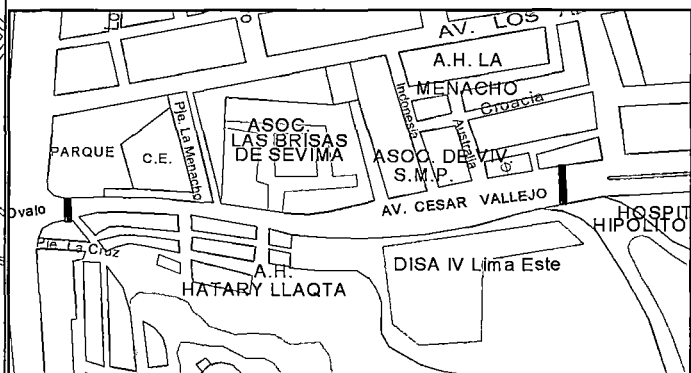 AV. LOS
A.H. LA
MENACHO
Croacia
Indonesia
Australia
Pje. La Menacho
ASOC.
LAS BRISAS
DE SEVIMA
PARQUE
C.E.
ASOC. DE VIV
S.M.P.
AV. CESAR VALLEJO
Ovalo
HOSPIT
HIPOLITO
Pje. La Cruz
A.H.
HATARY LLAQTA
DISA IV Lima Este